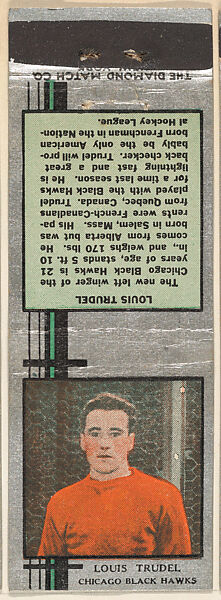 THE DIAMOND MATCH CO.
LOUIS TRUDEL
The new left winger of the
Chicago Black Hawks is 21
years of age, stands 5 ft. 10
in., and weighs 170 lbs. He
comes from Alberta but was
born in Salem, Mass. His pa-
rents were French-Canadians
from Quebec, Canada. Trudel
played with the Black Hawks
for a time last season. He is
lightning fast and a great
back checker. Trudel will pro-
bably be the only American
born Frenchman in the Nation-
al Hockey League.
LOUIS TRUDEL
CHICAGO BLACK HAWKS